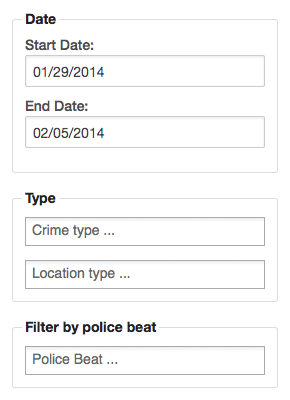 Date
Start Date:
01/29/2014
End Date:
02/05/2014
Type
Crime type ...
Location type ...
Filter by police beat
Police Beat ...